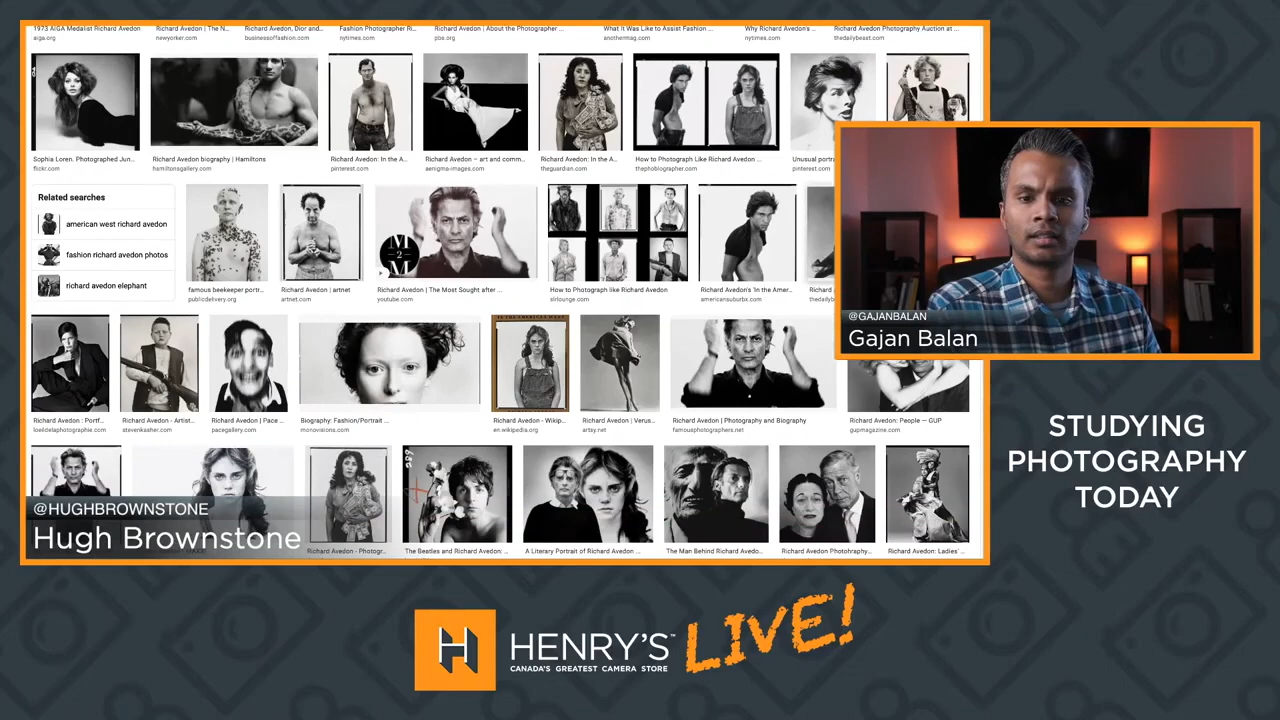 1973 AIGA Medalist Richard Avedon
Richard Avedon | The N...
Richard Avedon, Dior and...
Fashion Photographer Ri...
Richard Avedon | About the Photographer ...
What It Was Like to Assist Fashion ...
Why Richard Avedon's ...
Richard Avedon Photography Auction at ...
aiga.org
newyorker.com
businessoffashion.com
nytimes.com
pbs.org
anothermag.com
nytimes.com
thedailybeast.com
Sophia Loren. Photographed Jun...
Richard Avedon biography | Hamiltons
Richard Avedon: In the A...
Richard Avedon – art and comm...
Richard Avedon: In the ...
How to Photograph Like Richard Avedon ...
Unusual portra
flickr.com
hamiltonsgallery.com
pinterest.com
aenigma-images.com
theguardian.com
thephoblographer.com
pinterest.com
Related searches
american west richard avedon
fashion richard avedon photos
richard avedon elephant
M
2
M
famous beekeeper portr...
Richard Avedon | artnet
Richard Avedon | The Most Sought after ...
How to Photograph like Richard Avedon
Richard Avedon's 'In the Amer...
Richard A
publicdelivery.org
artnet.com
youtube.com
slrlounge.com
americansuburbx.com
thedailyb
@GAJANBALAN
Gajan Balan
Richard Avedon : Portf...
Richard Avedon - Artist...
Richard Avedon | Pace ...
Biography: Fashion/Portrait ...
Richard Avedon - Wikip...
Richard Avedon | Verus...
Richard Avedon | Photography and Biography
Richard Avedon: People — GUP
loeildelaphotographie.com
stevenkasher.com
pacegallery.com
monovisions.com
en.wikipedia.org
artsy.net
famousphotographers.net
gupmagazine.com
STUDYING
PHOTOGRAPHY
TODAY
@HUGHBROWNSTONE
Hugh Brownstone
Richard Avedon - Photogr...
The Beatles and Richard Avedon: ...
A Literary Portrait of Richard Avedon ...
The Man Behind Richard Avedo...
Richard Avedon Photohraphy...
Richard Avedon: Ladies' ...
H
HENRY'S™
CANADA'S GREATEST CAMERA STORE
LIVE!